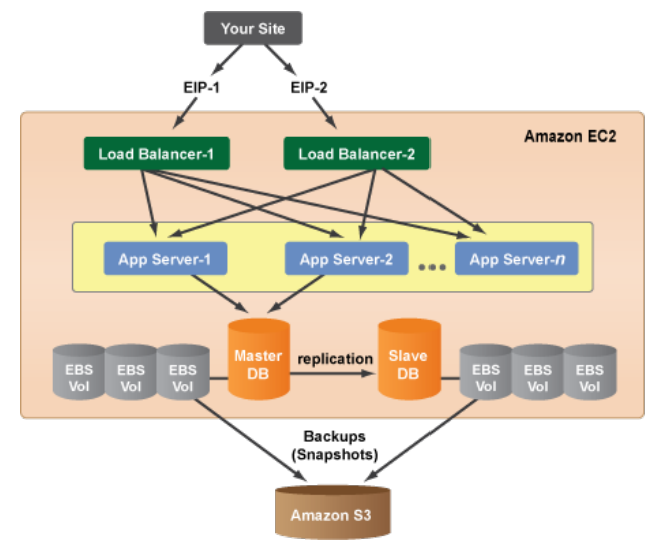 Your Site
EIP-1
EIP-2
Amazon EC2
Load Balancer-1
Load Balancer-2
App Server-1
App Server-2
App Server-n
EBS
Vol
EBS
Vol
EBS
Vol
Master
DB
replication
Slave
DB
EBS
Vol
EBS
Vol
EBS
Vol
Backups
(Snapshots)
Amazon S3